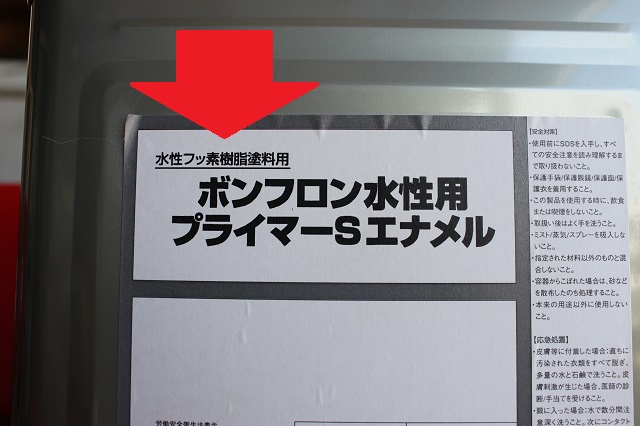 水性フッ素樹脂塗料用
ボンフロン水性用
プライマーSエナメル
【安全対策】
・使用前にSDSを入手し、すべ
ての安全注意を読み理解するま
で取り扱わないこと。
・保護手袋/保護眼鏡/保護面/保
護衣を着用すること。
・この製品を使用する時に、飲食
または喫煙をしないこと。
・取扱い後はよく手を洗うこと。
・ミスト/蒸気/スプレーを吸入しな
いこと。
・指定された材料以外のものと混
合しないこと。
・容器からこぼれた場合は、砂など
を散布したのち処理すること。
・本来の用途以外に使用しない
こと。
【応急処置】
・皮膚等に付着した場合:直ちに
汚染された衣類をすべて脱ぎ、
多量の水と石鹸で洗うこと。皮
膚刺激が生じた場合、医師の診
断/手当てを受けること。
・眼に入った場合:水で数分間注
意深く洗うこと。次にコンタクト
労働安全衛生法等